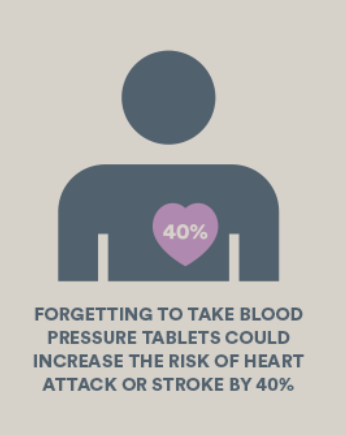 40%
FORGETTING TO TAKE BLOOD
PRESSURE TABLETS COULD
INCREASE THE RISK OF HEART
ATTACK OR STROKE BY 40%